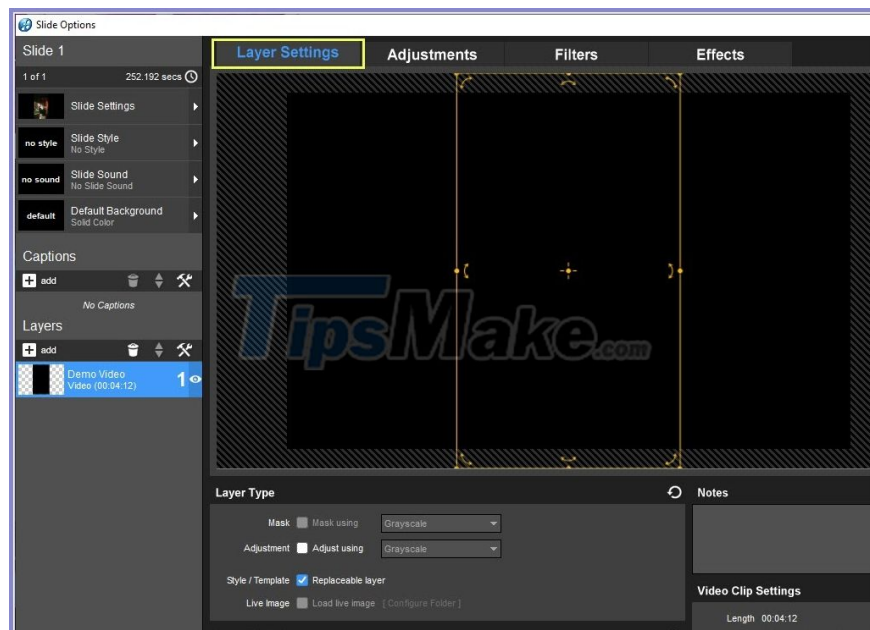 Slide Options
Slide 1
1 of 1 252.192 secs
Slide Settings
no style
Slide Style
No Style
no sound
Slide Sound
No Slide Sound
default
Default Background
Solid Color
Captions
add
No Captions
Layers
add
Demo Video
Video (00:04:12)
1
Layer Settings Adjustments Filters Effects
TipsMake.com
Layer Type
Mask Mask using Grayscale
Adjustment Adjust using Grayscale
Style / Template Replaceable layer
Live Image Load live image [ Configure Folder ]
Notes
Video Clip Settings
Length 00:04:12